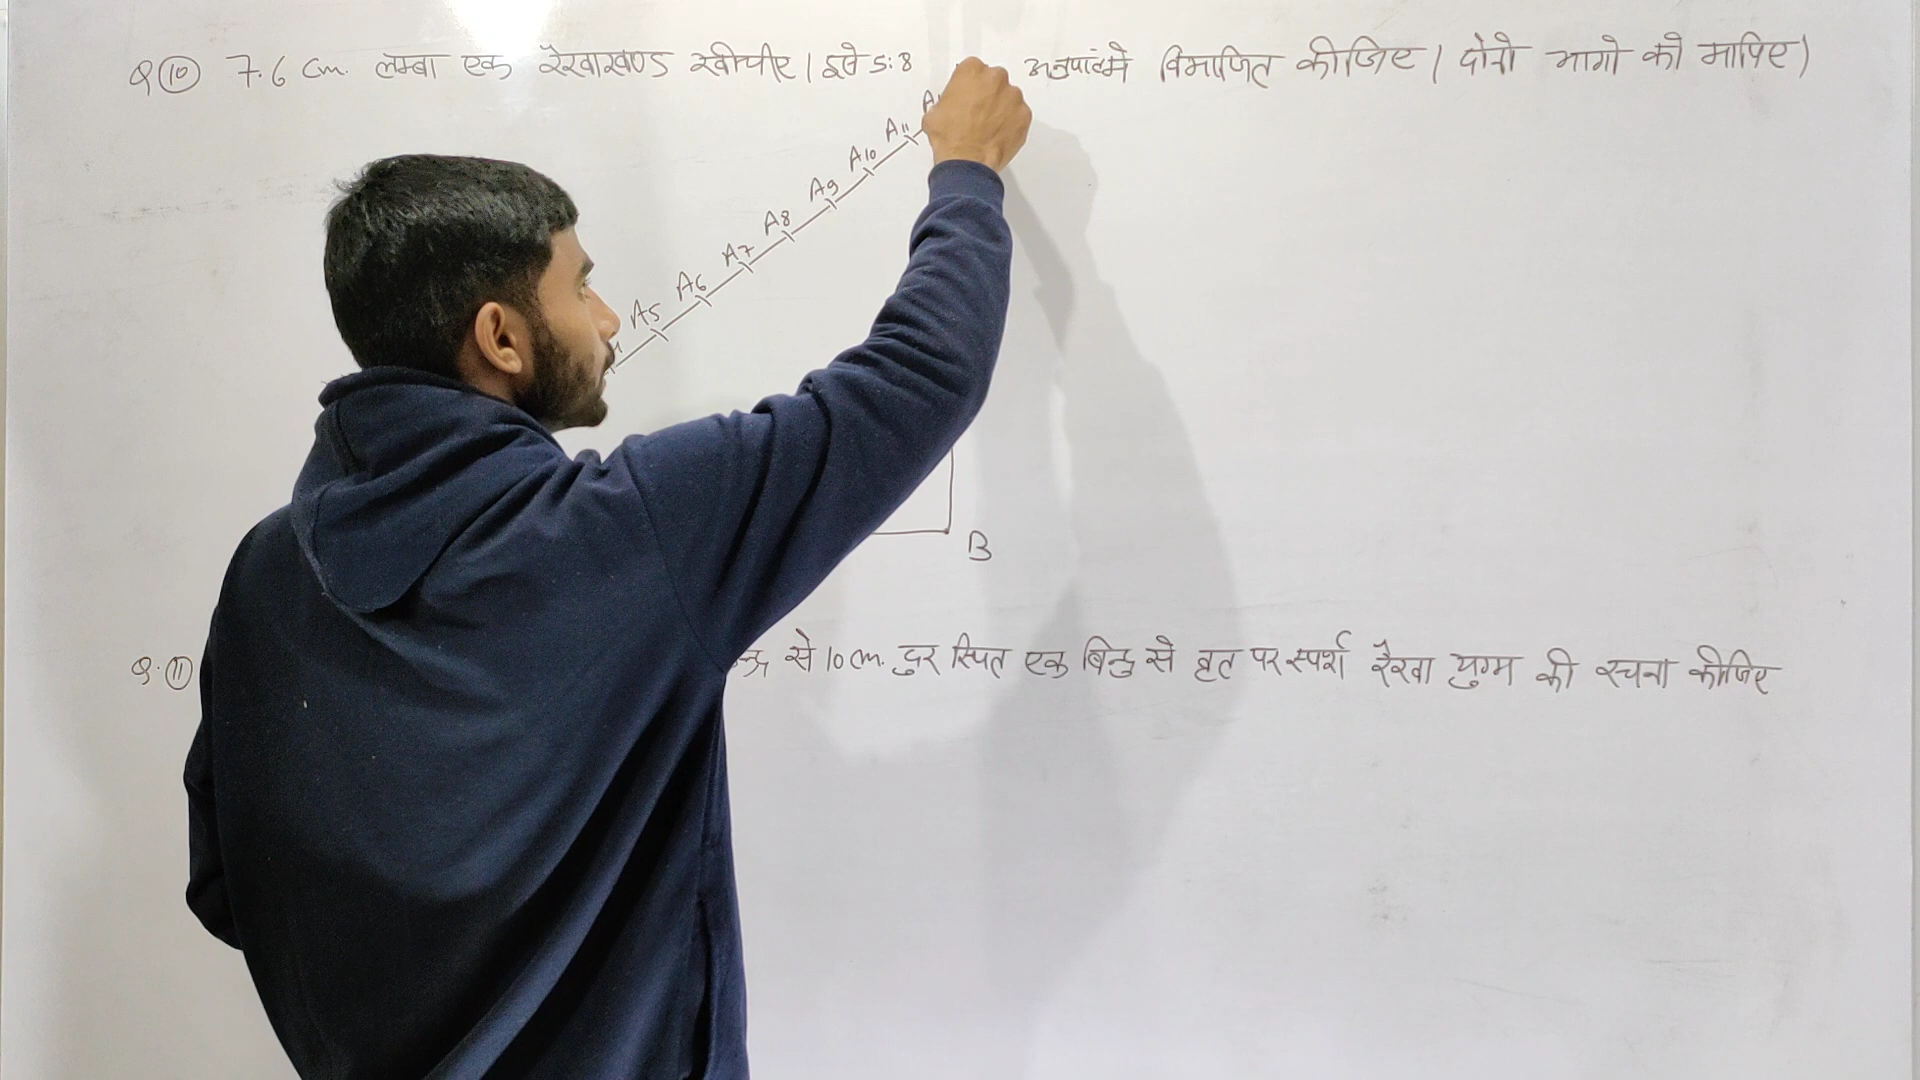 Q ⑩ 7.6 cm. लम्बा एक रेखाखण्ड खीचीए । इसे 5:8 अनुपात मे विभाजित कीजिए । दोनो भागो को मापिए ।
A11
A10
A9
A8
A7
A6
A5
B
Q. ⑪ से 10 cm. दुर स्थित एक बिन्दु से वृत पर स्पर्श रेखा युग्म की रचना कीजिए